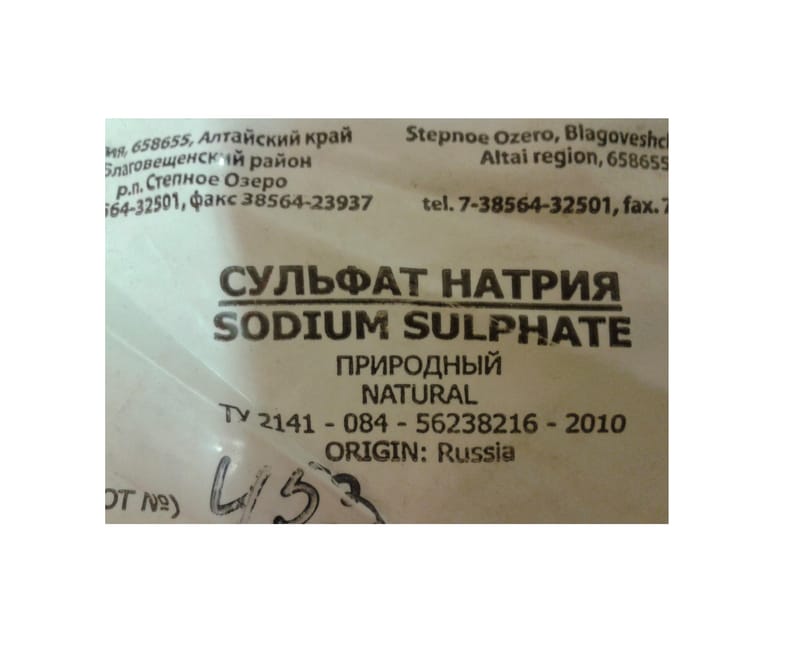 658655, Алтайский край
Благовещенский район
р.п. Степное Озеро
564-32501, факс 38564-23937
Stepnoe Ozero, Blagoveshch
Altai region, 658655
tel. 7-38564-32501, fax. 7
СУЛЬФАТ НАТРИЯ
SODIUM SULPHATE
ПРИРОДНЫЙ
NATURAL
ТУ 2141 - 084 - 56238216 - 2010
ORIGIN: Russia
ОТ №) 453